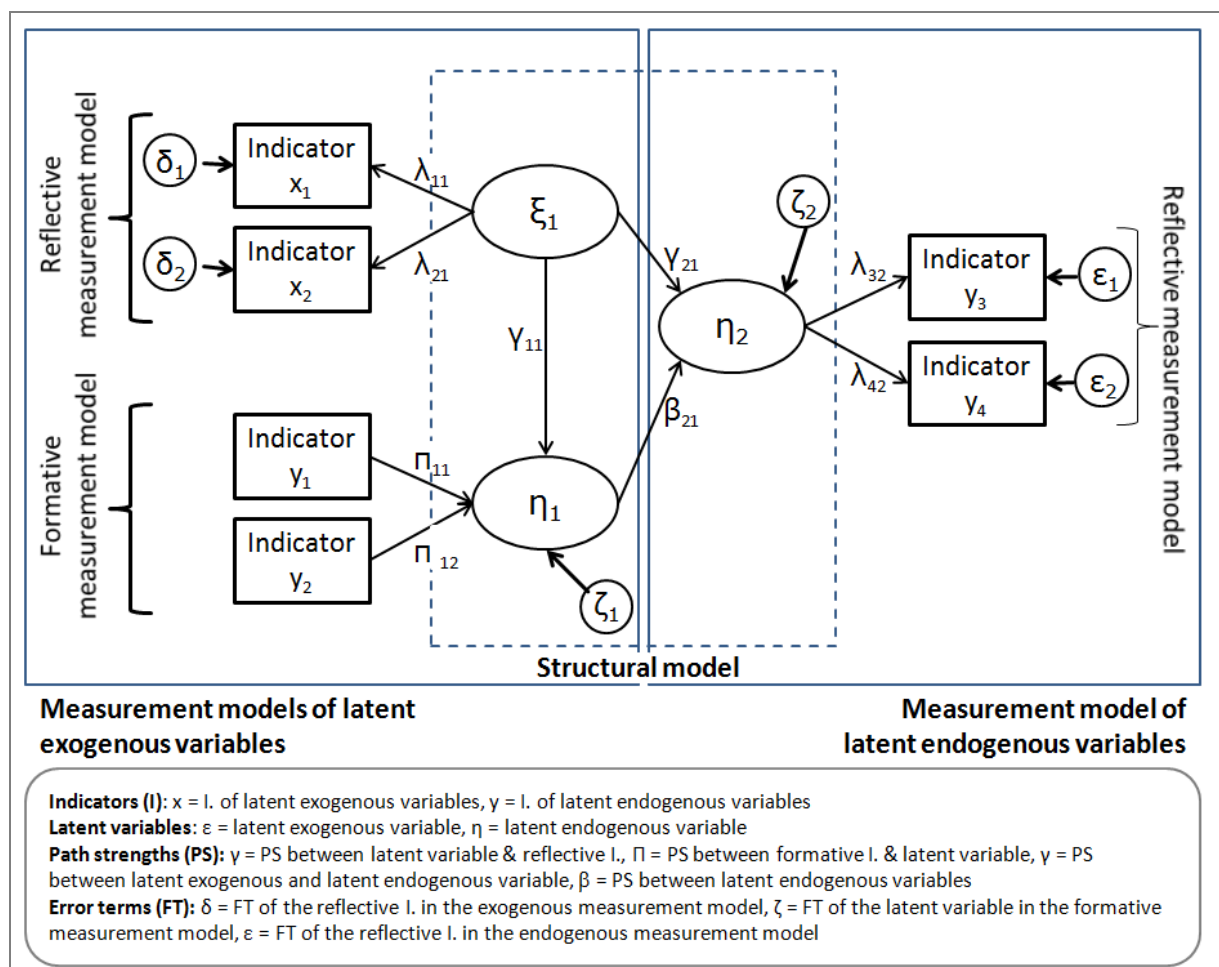 Reflective
measurement model
δ1
Indicator
x1
λ11
δ2
Indicator
x2
λ21
ξ1
γ21
ζ2
γ11
η2
λ32
Indicator
y3
ε1
λ42
Indicator
y4
ε2
Reflective measurement model
β21
Formative
measurement model
Indicator
y1
Π11
Indicator
y2
Π12
η1
ζ1
Structural model
Measurement models of latent
exogenous variables
Measurement model of
latent endogenous variables
Indicators (I): x = I. of latent exogenous variables, y = I. of latent endogenous variables
Latent variables: ε = latent exogenous variable, η = latent endogenous variable
Path strengths (PS): γ = PS between latent variable & reflective I., Π = PS between formative I. & latent variable, γ = PS
between latent exogenous and latent endogenous variable, β = PS between latent endogenous variables
Error terms (FT): δ = FT of the reflective I. in the exogenous measurement model, ζ = FT of the latent variable in the formative
measurement model, ε = FT of the reflective I. in the endogenous measurement model